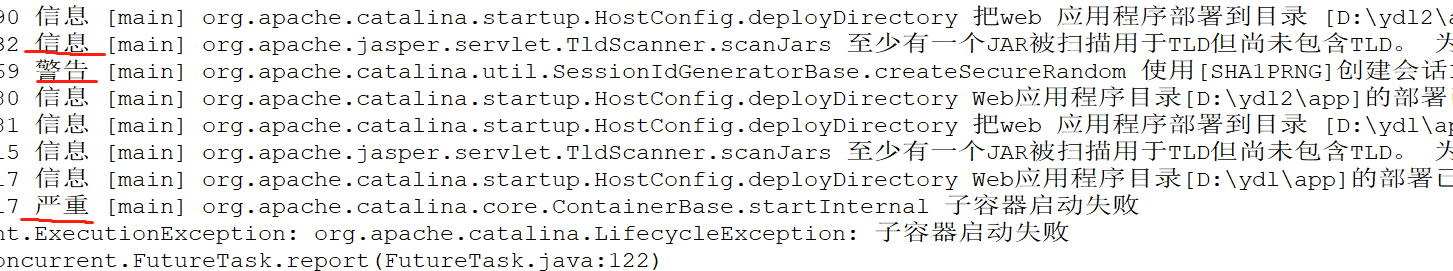 90 信息 [main] org.apache.catalina.startup.HostConfig.deployDirectory 把web 应用程序部署到目录 [D:\ydl2\a
32 信息 [main] org.apache.jasper.servlet.TldScanner.scanJars 至少有一个JAR被扫描用于TLD但尚未包含TLD。 为
59 警告 [main] org.apache.catalina.util.SessionIdGeneratorBase.createSecureRandom 使用[SHA1PRNG]创建会话
30 信息 [main] org.apache.catalina.startup.HostConfig.deployDirectory Web应用程序目录[D:\ydl2\app]的部署
31 信息 [main] org.apache.catalina.startup.HostConfig.deployDirectory 把web 应用程序部署到目录 [D:\ydl\ap
15 信息 [main] org.apache.jasper.servlet.TldScanner.scanJars 至少有一个JAR被扫描用于TLD但尚未包含TLD。 为
17 信息 [main] org.apache.catalina.startup.HostConfig.deployDirectory Web应用程序目录[D:\ydl\app]的部署已
17 严重 [main] org.apache.catalina.core.ContainerBase.startInternal 子容器启动失败
nt.ExecutionException: org.apache.catalina.LifecycleException: 子容器启动失败
oncurrent.FutureTask.report(FutureTask.java:122)